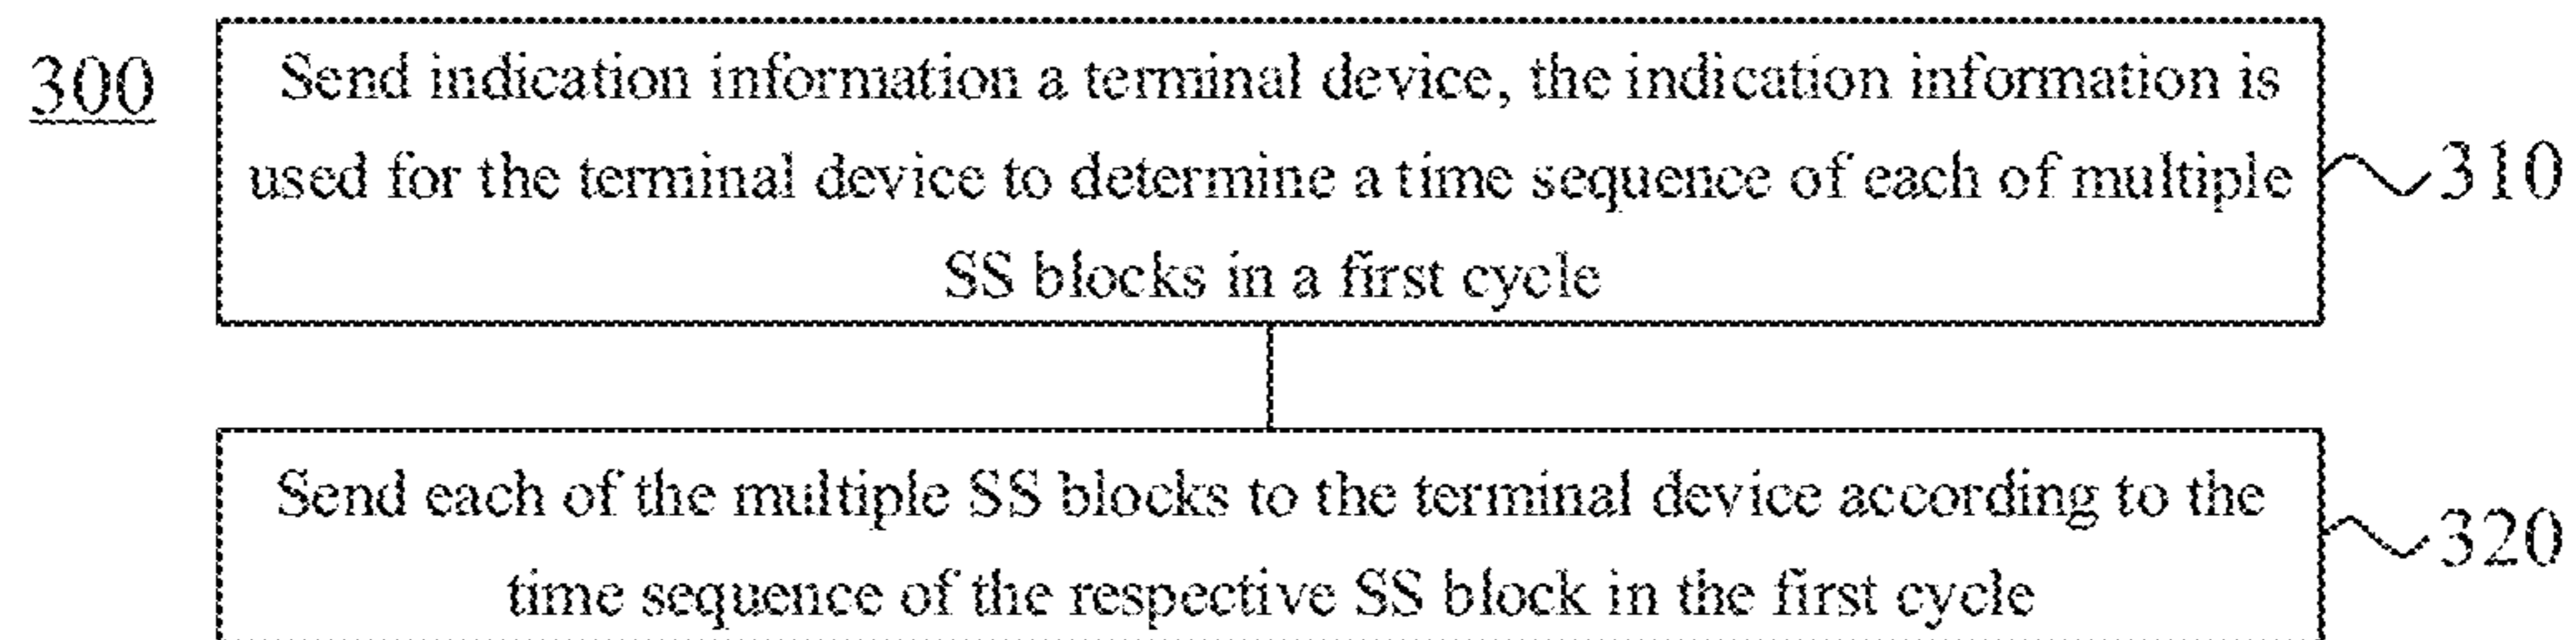 300
Send indication information a terminal device, the indication information is
used for the terminal device to determine a time sequence of each of multiple
310
SS blocks in a first cycle
Send each of the multiple SS blocks to the terminal device according to the
320
time sequence of the respective SS block in the first cycle